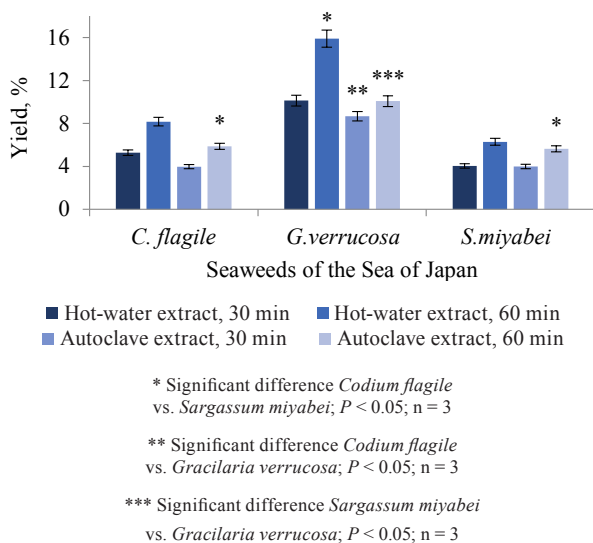 16
12
8
4
0
Yield, %
*
*
**
***
*
C. flagile G.verrucosa S.miyabei
Seaweeds of the Sea of Japan
Hot-water extract, 30 min Hot-water extract, 60 min
Autoclave extract, 30 min Autoclave extract, 60 min
* Significant difference Codium flagile
vs. Sargassum miyabei; P < 0.05; n = 3
** Significant difference Codium flagile
vs. Gracilaria verrucosa; P < 0.05; n = 3
*** Significant difference Sargassum miyabei
vs. Gracilaria verrucosa; P < 0.05; n = 3